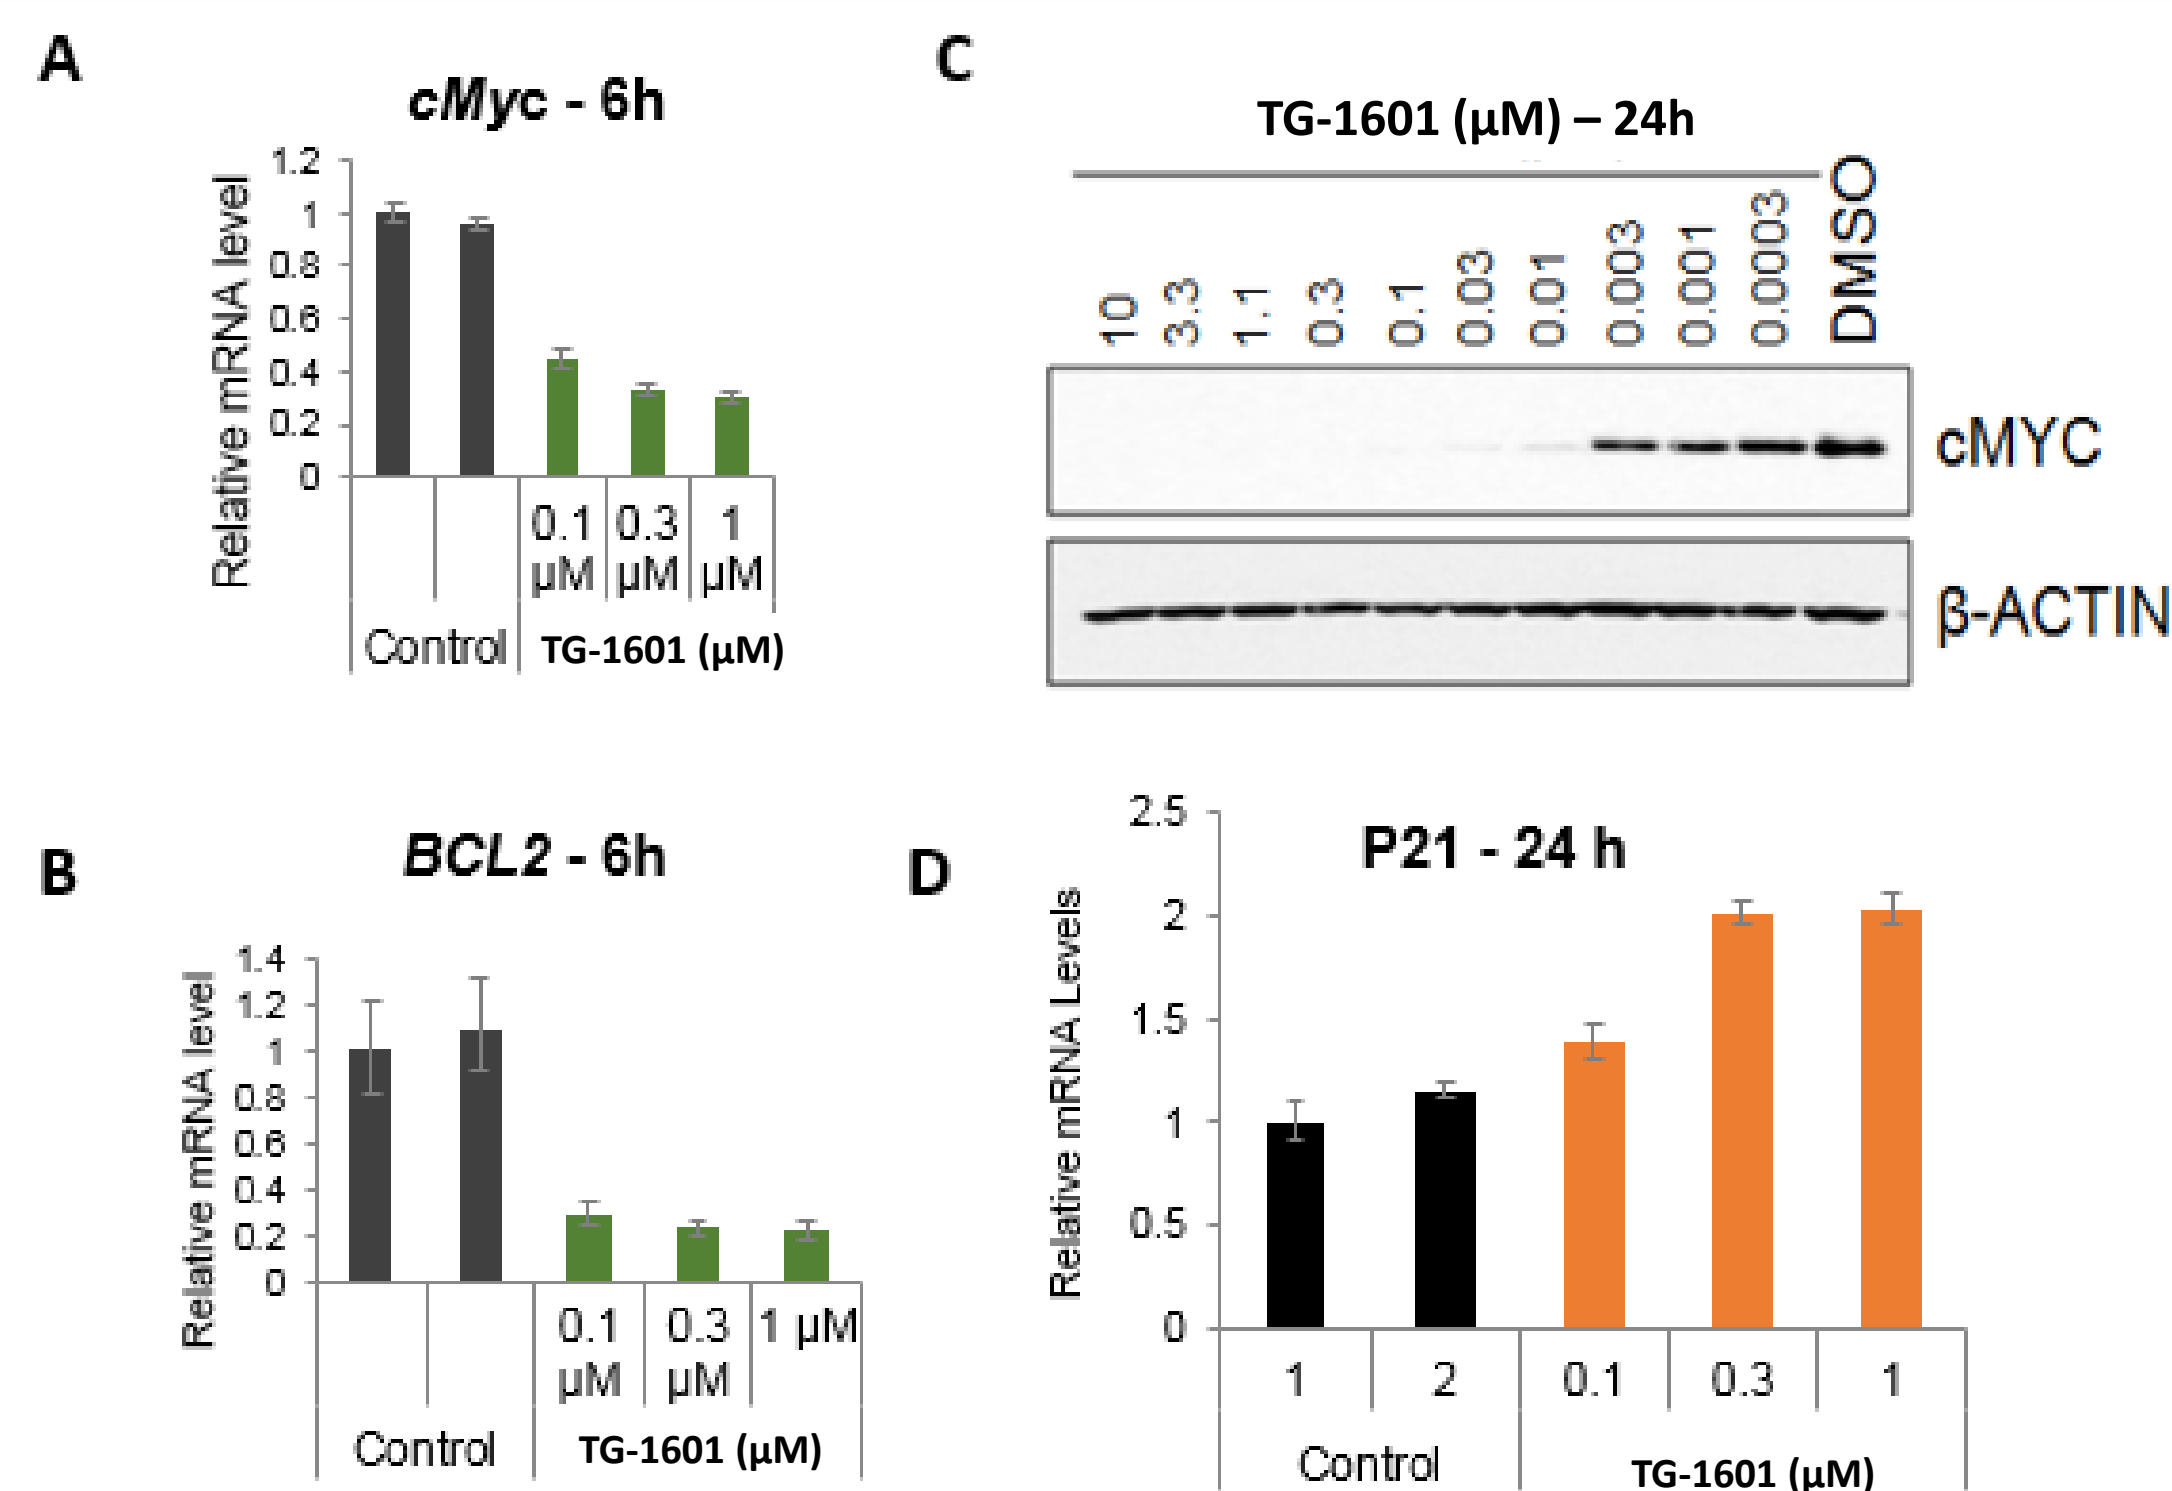 A
cMyc - 6h
Relative mRNA level
1.2
1
0.8
0.6
0.4
0.2
0
0.1 µM
0.3 µM
1 µM
Control
TG-1601 (µM)
C
TG-1601 (µM) – 24h
10
3.3
1.1
0.3
0.1
0.03
0.01
0.003
0.001
0.0003
DMSO
cMYC
β-ACTIN
B
BCL2 - 6h
Relative mRNA level
1.4
1.2
1
0.8
0.6
0.4
0.2
0
0.1 µM
0.3 µM
1 µM
Control
TG-1601 (µM)
D
P21 - 24 h
Relative mRNA Levels
2.5
2
1.5
1
0.5
0
1
2
0.1
0.3
1
Control
TG-1601 (µM)